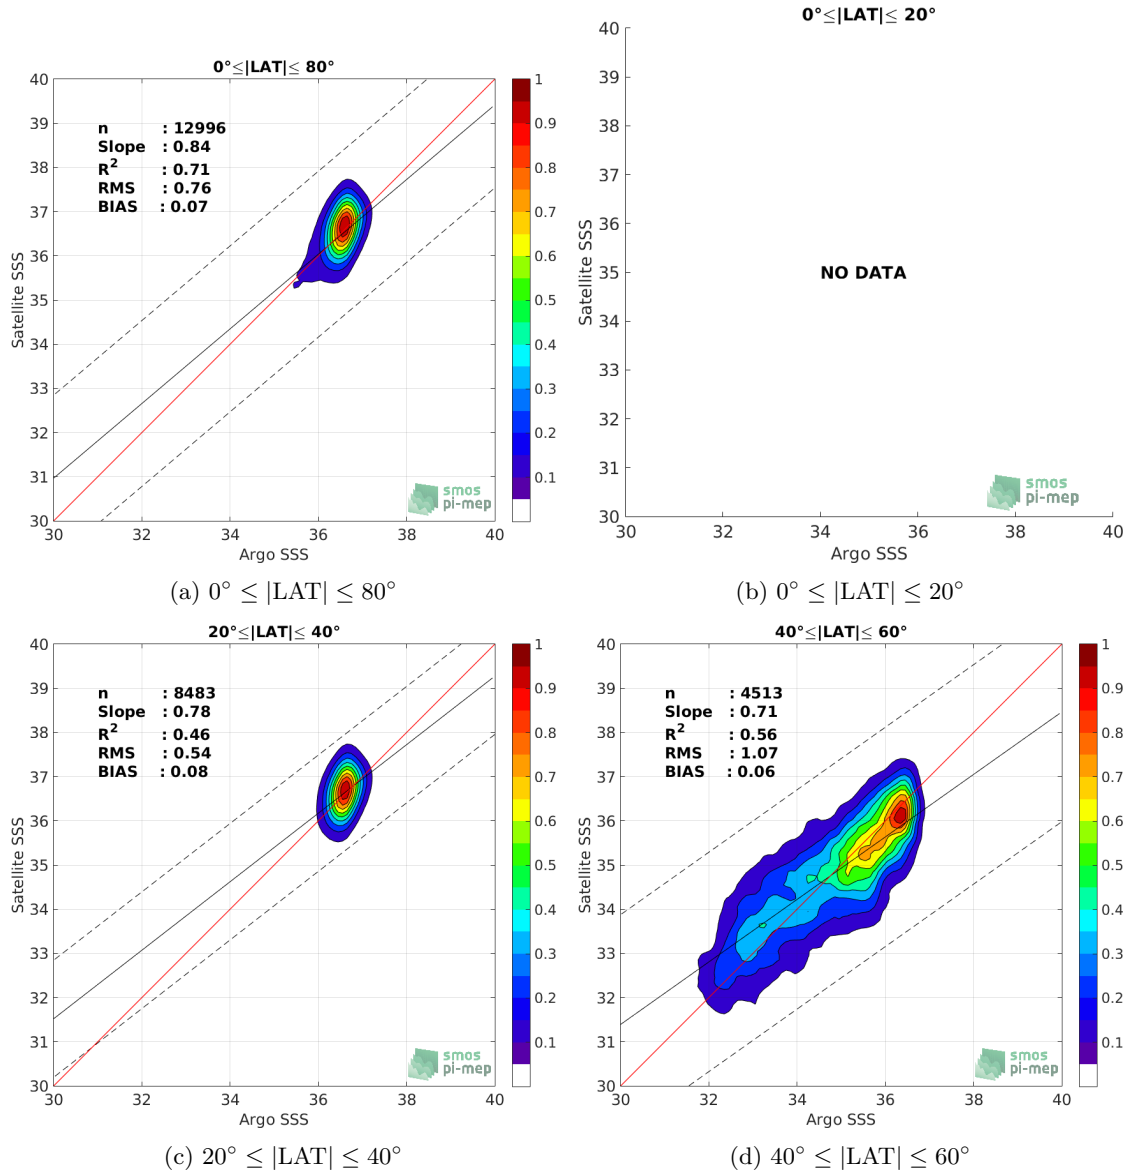 0°≤|LAT|≤ 80°
40
39
38
37
36
35
34
33
32
31
30
Satellite SSS
n : 12996
Slope : 0.84
R² : 0.71
RMS : 0.76
BIAS : 0.07
smos
pi-mep
30 32 34 36 38 40
Argo SSS
1
0.9
0.8
0.7
0.6
0.5
0.4
0.3
0.2
0.1
(a) 0° ≤ |LAT| ≤ 80°
0°≤|LAT|≤ 20°
40
39
38
37
36
35
34
33
32
31
30
Satellite SSS
NO DATA
smos
pi-mep
30 32 34 36 38 40
Argo SSS
(b) 0° ≤ |LAT| ≤ 20°
20°≤|LAT|≤ 40°
40
39
38
37
36
35
34
33
32
31
30
Satellite SSS
n : 8483
Slope : 0.78
R² : 0.46
RMS : 0.54
BIAS : 0.08
smos
pi-mep
30 32 34 36 38 40
Argo SSS
1
0.9
0.8
0.7
0.6
0.5
0.4
0.3
0.2
0.1
(c) 20° ≤ |LAT| ≤ 40°
40°≤|LAT|≤ 60°
40
39
38
37
36
35
34
33
32
31
30
Satellite SSS
n : 4513
Slope : 0.71
R² : 0.56
RMS : 1.07
BIAS : 0.06
smos
pi-mep
30 32 34 36 38 40
Argo SSS
1
0.9
0.8
0.7
0.6
0.5
0.4
0.3
0.2
0.1
(d) 40° ≤ |LAT| ≤ 60°